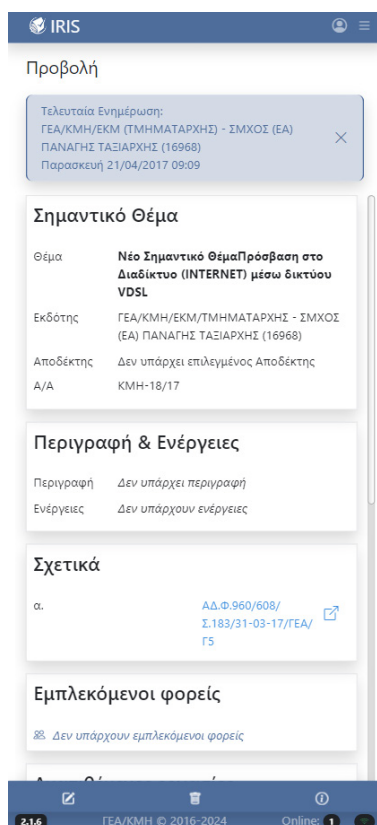 IRIS
Προβολή
Τελευταία Ενημέρωση:
ΓΕΑ/ΚΜΗ/ΕΚΜ (ΤΜΗΜΑΤΑΡΧΗΣ) - ΣΜΧΟΣ (ΕΑ)
ΠΑΝΑΓΗΣ ΤΑΞΙΑΡΧΗΣ (16968)
Παρασκευή 21/04/2017 09:09
Σημαντικό Θέμα
Θέμα Νέο Σημαντικό ΘέμαΠρόσβαση στο
Διαδίκτυο (INTERNET) μέσω δικτύου
VDSL
Εκδότης ΓΕΑ/ΚΜΗ/ΕΚΜ/ΤΜΗΜΑΤΑΡΧΗΣ - ΣΜΧΟΣ
(ΕΑ) ΠΑΝΑΓΗΣ ΤΑΞΙΑΡΧΗΣ (16968)
Αποδέκτης Δεν υπάρχει επιλεγμένος Αποδέκτης
Α/Α ΚΜΗ-18/17
Περιγραφή & Ενέργειες
Περιγραφή Δεν υπάρχει περιγραφή
Ενέργειες Δεν υπάρχουν ενέργειες
Σχετικά
α. ΑΔ.Φ.960/608/
Σ.183/31-03-17/ΓΕΑ/
Γ5
Εμπλεκόμενοι φορείς
Δεν υπάρχουν εμπλεκόμενοι φορείς
2.1.6 ΓΕΑ/ΚΜΗ © 2016-2024 Online: 1